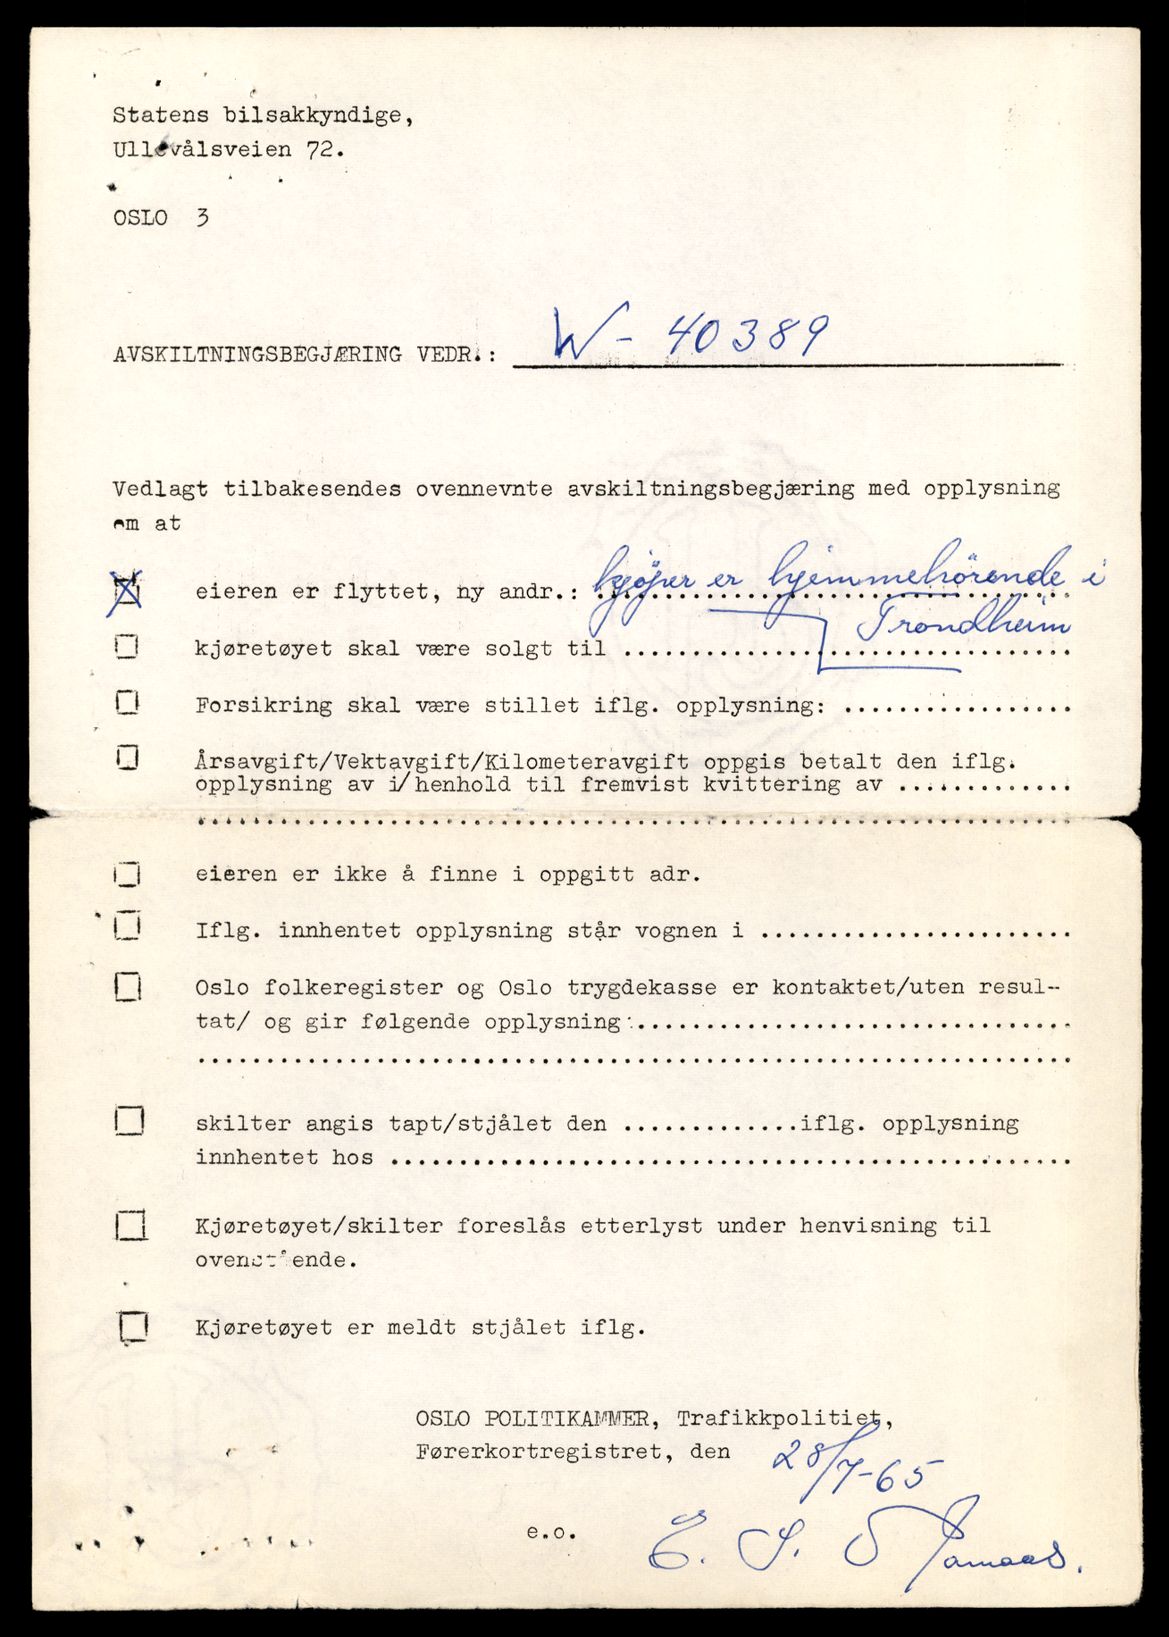 Statens bilsakkyndige,
Ullevålsveien 72.
OSLO 3
AVSKILTNINGSBEGJÆRING VEDR.: W - 40389
Vedlagt tilbakesendes ovennevnte avskiltningsbegjæring med opplysning
om at
eieren er flyttet, ny andr.: kjøper er hjemmehörende i
Trondheim
kjøretøyet skal være solgt til ..................................
Forsikring skal være stillet iflg. opplysning: .................
Årsavgift/Vektavgift/Kilometeravgift oppgis betalt den iflg.
opplysning av i/henhold til fremvist kvittering av .............
................................................................
eieren er ikke å finne i oppgitt adr.
Iflg. innhentet opplysning står vognen i .......................
Oslo folkeregister og Oslo trygdekasse er kontaktet/uten resul-
tat/ og gir følgende opplysning:................................
................................................................
skilter angis tapt/stjålet den .............iflg. opplysning
innhentet hos ..................................................
Kjøretøyet/skilter foreslås etterlyst under henvisning til
ovenstående.
Kjøretøyet er meldt stjålet iflg.
OSLO POLITIKAMMER, Trafikkpolitiet,
Førerkortregistret, den 28/7-65
e.o. E. S.